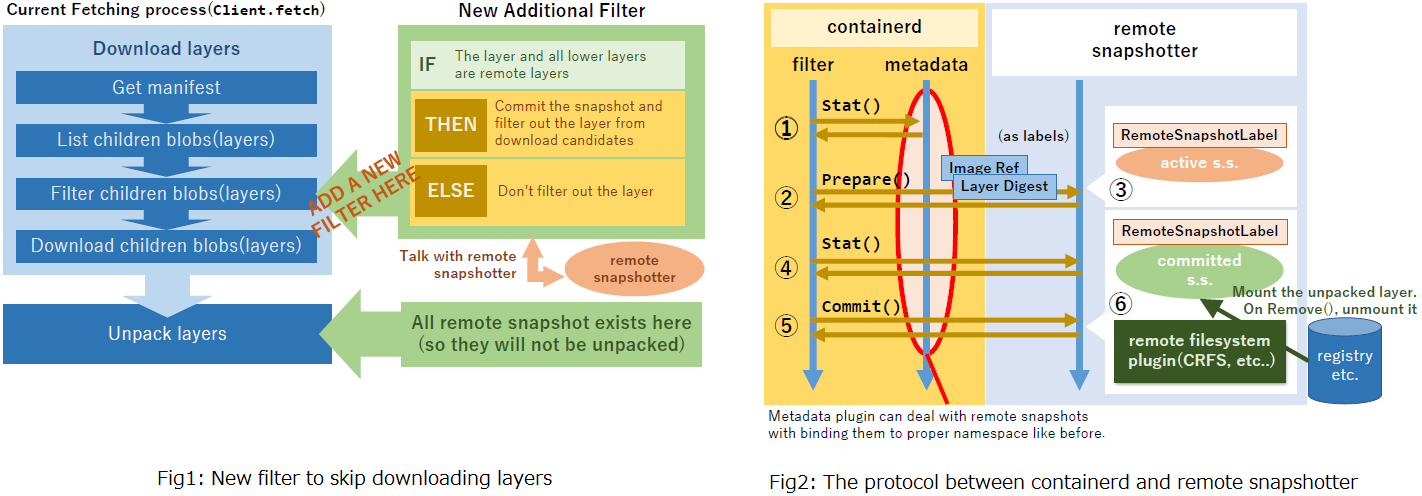 Current Fetching process(Client.fetch)
Download layers
Get manifest
List children blobs(layers)
Filter children blobs(layers)
Download children blobs(layers)
Unpack layers
ADD A NEW
FILTER HERE
New Additional Filter
IF
The layer and all lower layers
are remote layers
THEN
Commit the snapshot and
filter out the layer from
download candidates
ELSE
Don't filter out the layer
Talk with remote
snapshotter
remote
snapshotter
All remote snapshot exists here
(so they will not be unpacked)
Fig1: New filter to skip downloading layers
containerd
remote
snapshotter
filter
metadata
① Stat()
(as labels)
Image Ref
Layer Digest
② Prepare()
RemoteSnapshotLabel
active s.s.
③
④ Stat()
RemoteSnapshotLabel
committed
s.s.
⑤ Commit()
⑥
Mount the unpacked layer.
On Remove(), unmount it
remote filesystem
plugin(CRFS, etc..)
registry
etc.
Metadata plugin can deal with remote snapshots
with binding them to proper namespace like before.
Fig2: The protocol between containerd and remote snapshotter